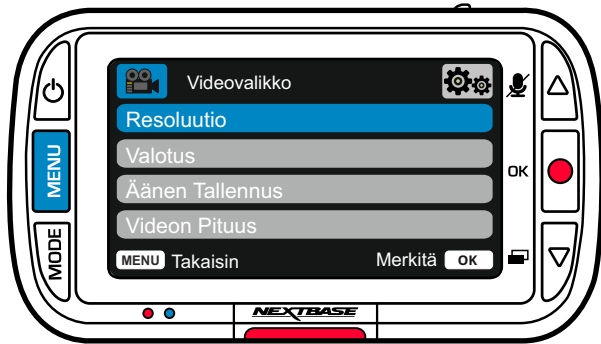 Videovalikko
Resoluutio
Valotus
Äänen Tallennus
Videon Pituus
MENU Takaisin Merkitä OK
MENU
MODE
OK
NEXTBASE